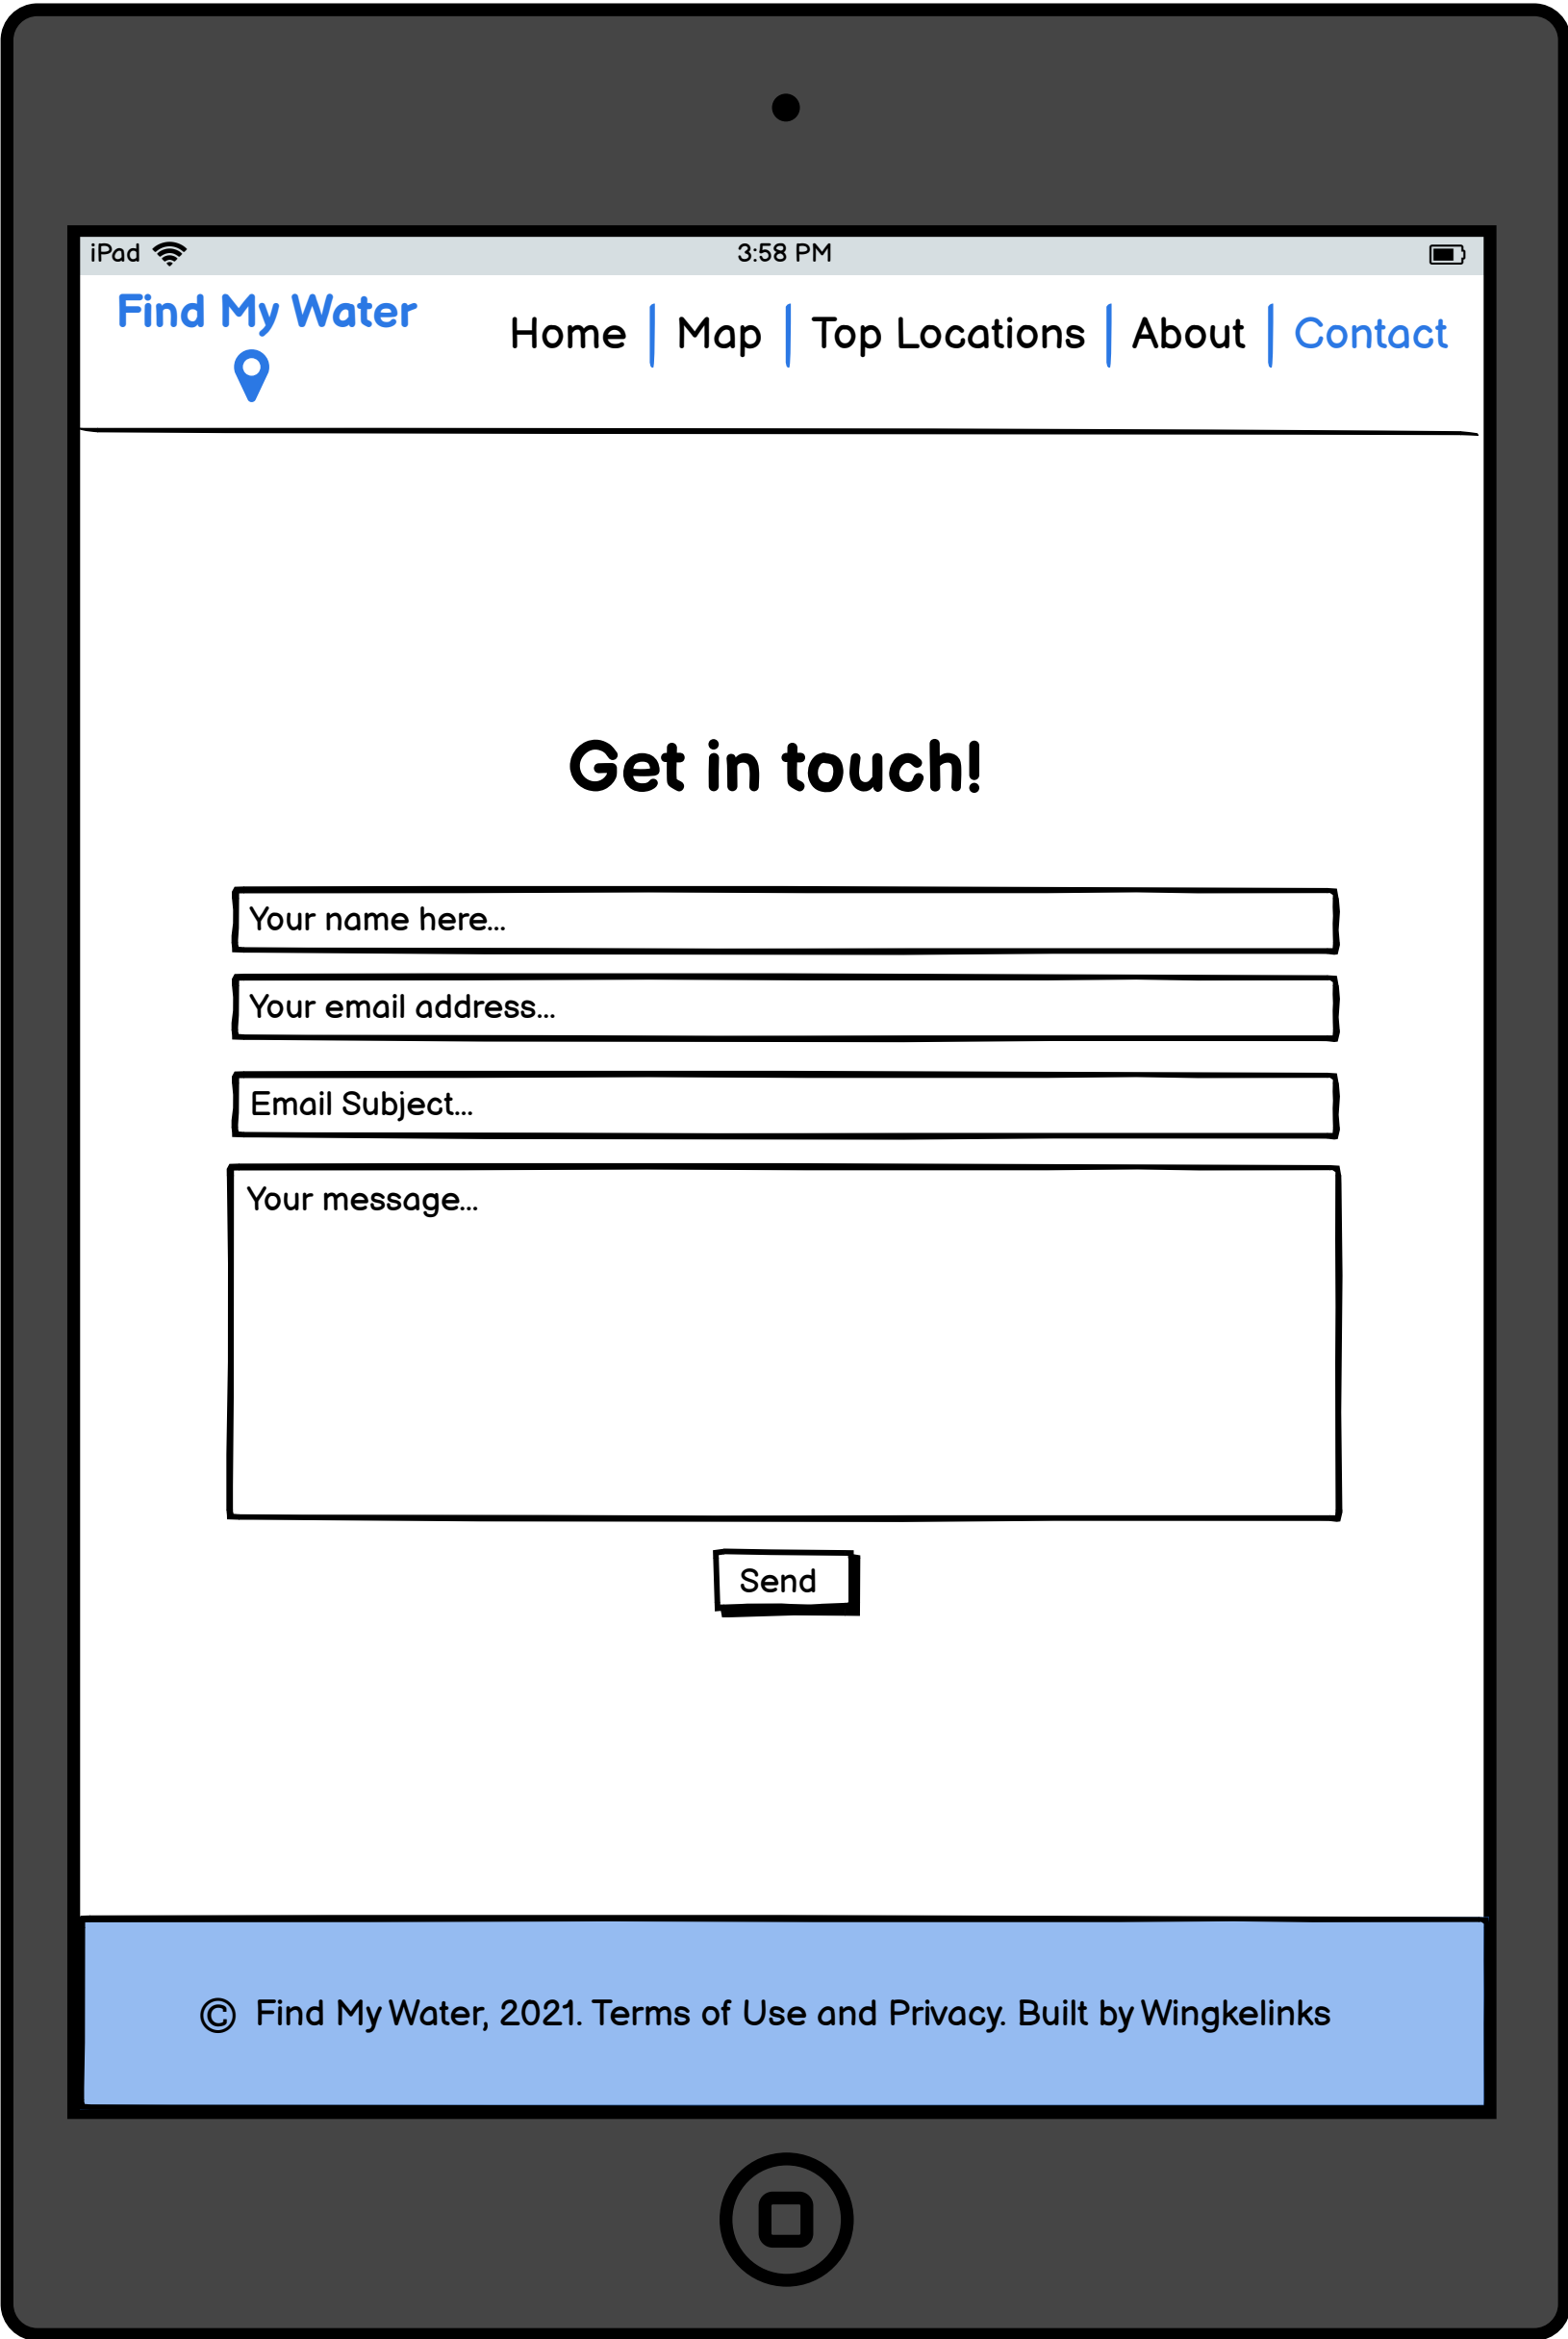 iPad 3:58 PM
Find My Water
Home | Map | Top Locations | About | Contact
Get in touch!
Your name here...
Your email address...
Email Subject...
Your message...
Send
© Find My Water, 2021. Terms of Use and Privacy. Built by Wingkelinks